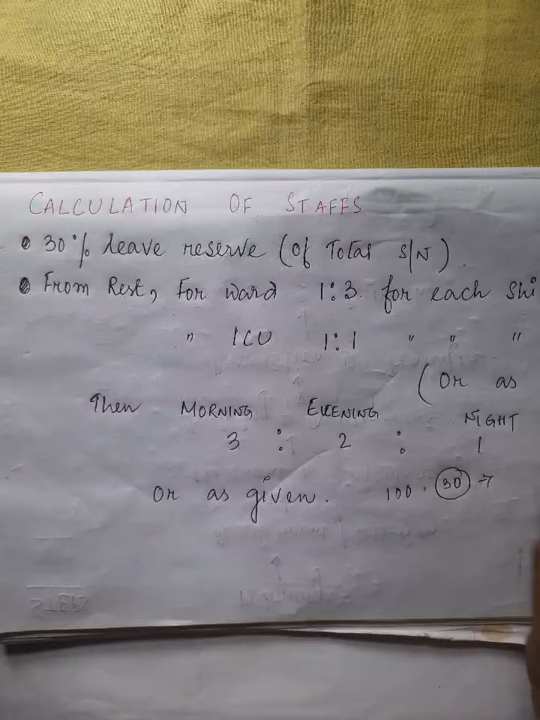 CALCULATION OF STAFFS
• 30% leave reserve (Of Total S/N).
• From Rest, For ward 1:3 for each Shi
" ICU 1:1 " " "
(Or as
Then MORNING EVENING NIGHT
3 : 2 : 1
Or as given. 100 . 30 →